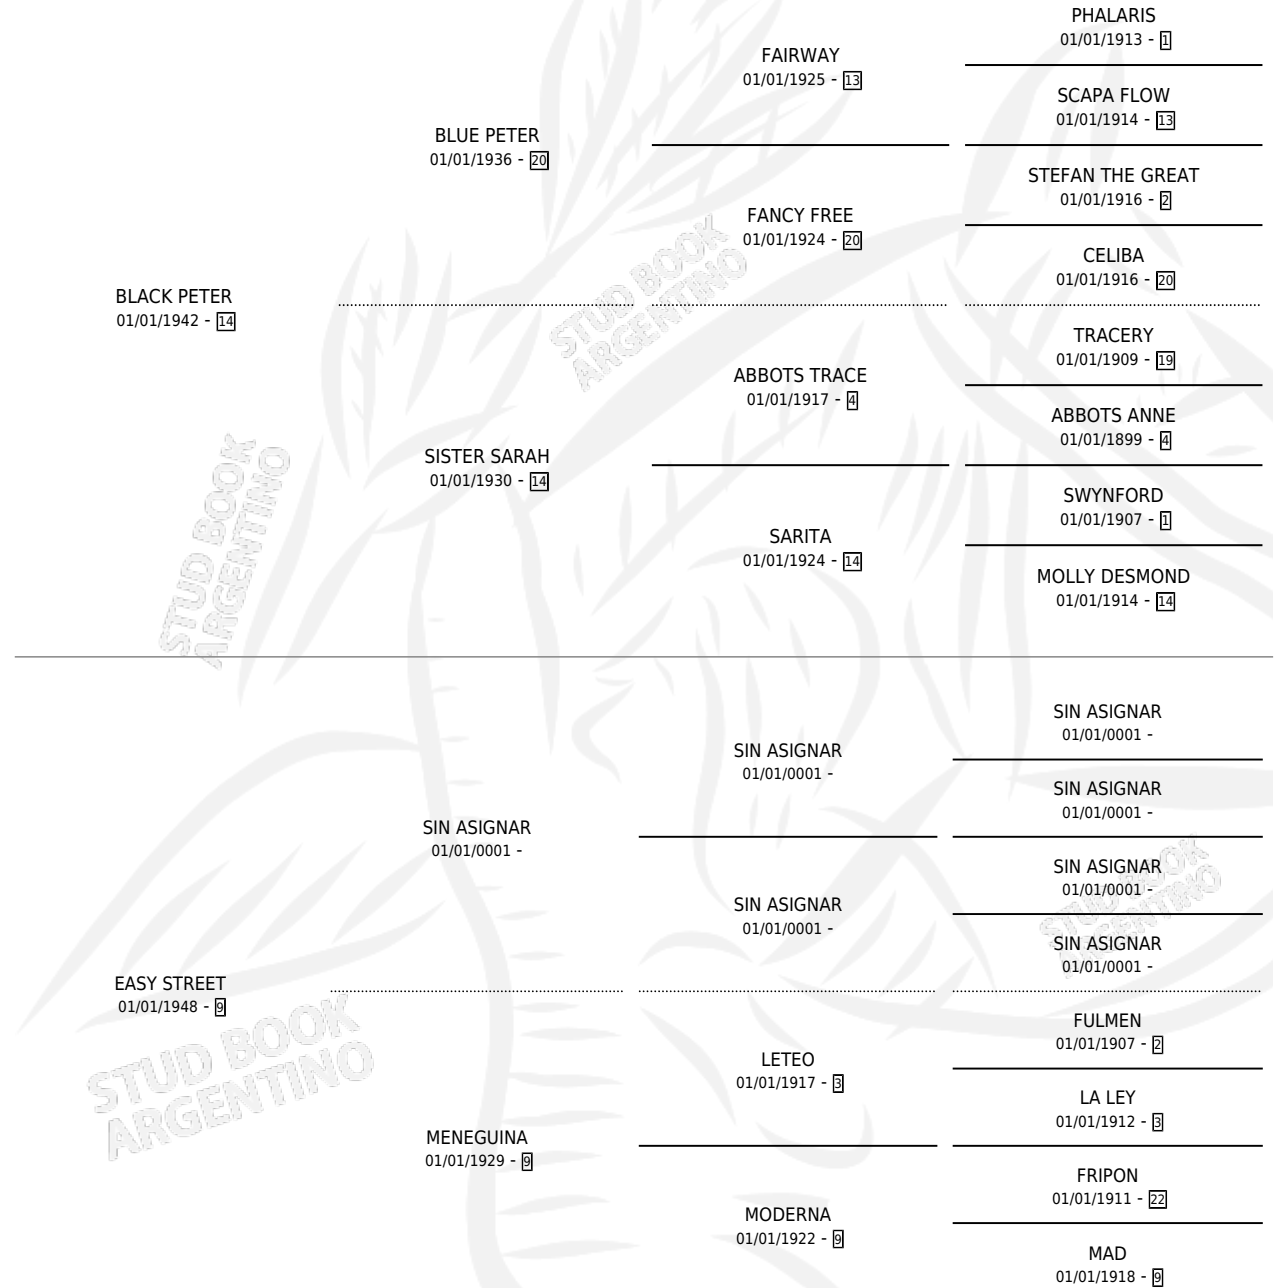 PHALARIS
01/01/1913 - 1
FAIRWAY
01/01/1925 - 13
SCAPA FLOW
01/01/1914 - 13
BLUE PETER
01/01/1936 - 20
STEFAN THE GREAT
01/01/1916 - 2
FANCY FREE
01/01/1924 - 20
CELIBA
01/01/1916 - 20
BLACK PETER
01/01/1942 - 14
STUD BOOK
ARGENTINO
TRACERY
01/01/1909 - 19
ABBOTS TRACE
01/01/1917 - 4
ABBOTS ANNE
01/01/1899 - 4
SISTER SARAH
01/01/1930 - 14
SWYNFORD
01/01/1907 - 1
SARITA
01/01/1924 - 14
MOLLY DESMOND
01/01/1914 - 14
STUD BOOK
ARGENTINO
SIN ASIGNAR
01/01/0001 -
SIN ASIGNAR
01/01/0001 -
SIN ASIGNAR
01/01/0001 -
SIN ASIGNAR
01/01/0001 -
SIN ASIGNAR
01/01/0001 -
SIN ASIGNAR
01/01/0001 -
SIN ASIGNAR
01/01/0001 -
STUD BOOK
ARGENTINO
EASY STREET
01/01/1948 - 9
STUD BOOK
ARGENTINO
FULMEN
01/01/1907 - 2
LETEO
01/01/1917 - 3
LA LEY
01/01/1912 - 3
MENEGUINA
01/01/1929 - 9
FRIPON
01/01/1911 - 22
MODERNA
01/01/1922 - 9
MAD
01/01/1918 - 9